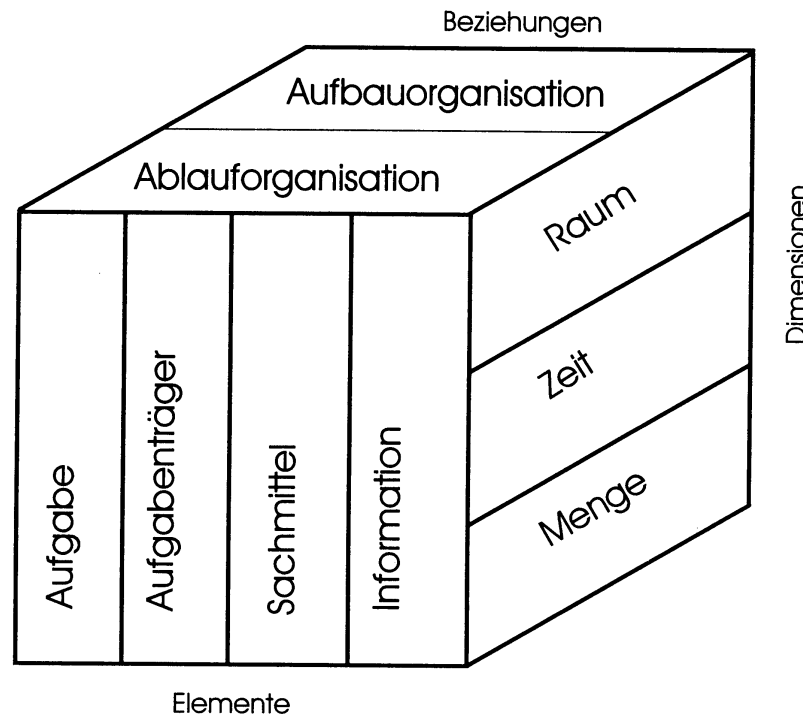 Beziehungen
Aufbauorganisation
Ablauforganisation
Raum
Zeit
Menge
Dimensionen
Aufgabe
Aufgabenträger
Sachmittel
Information
Elemente